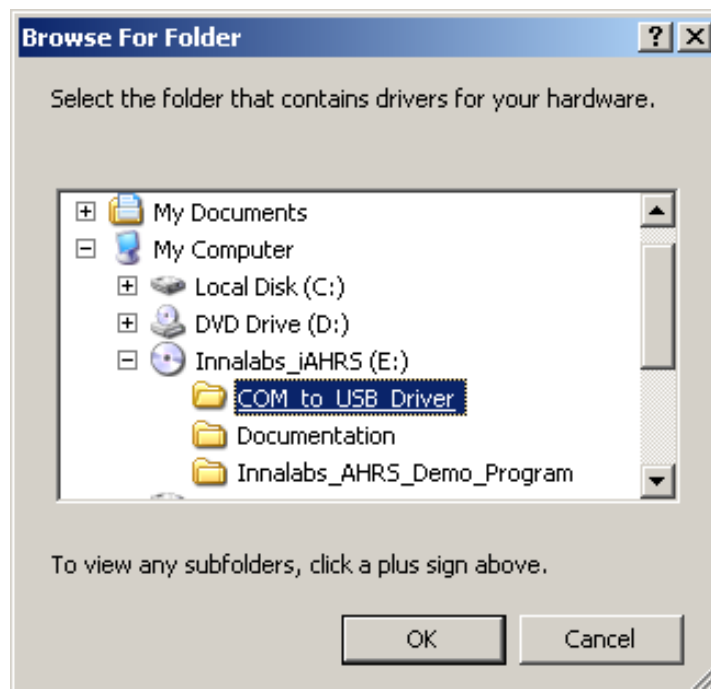 Browse For Folder
Select the folder that contains drivers for your hardware.
My Documents
My Computer
Local Disk (C:)
DVD Drive (D:)
Innalabs_iAHRS (E:)
COM_to_USB_Driver
Documentation
Innalabs_AHRS_Demo_Program
To view any subfolders, click a plus sign above.
OK
Cancel